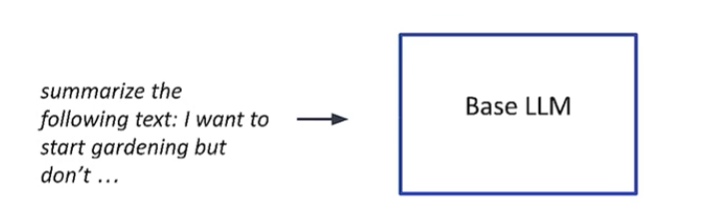 summarize the
following text: I want to
start gardening but
don't ...
Base LLM